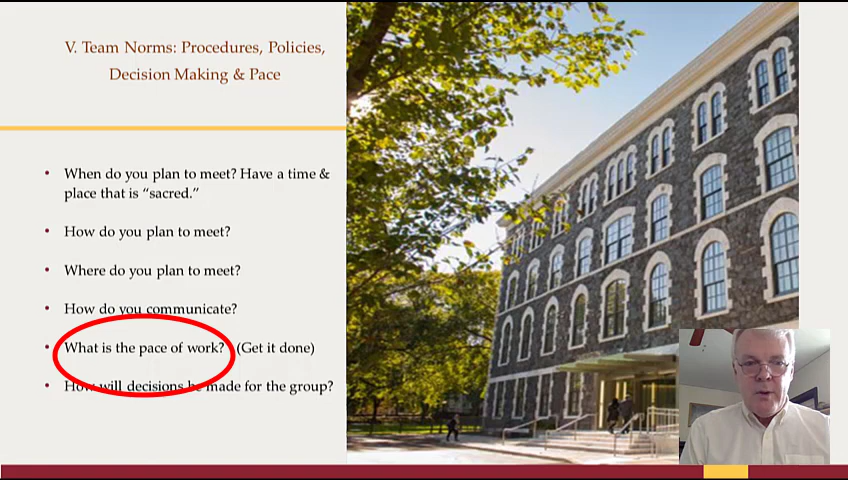 V. Team Norms: Procedures, Policies,
Decision Making & Pace
• When do you plan to meet? Have a time &
place that is “sacred.”
• How do you plan to meet?
• Where do you plan to meet?
• How do you communicate?
• What is the pace of work? (Get it done)
• How will decisions be made for the group?